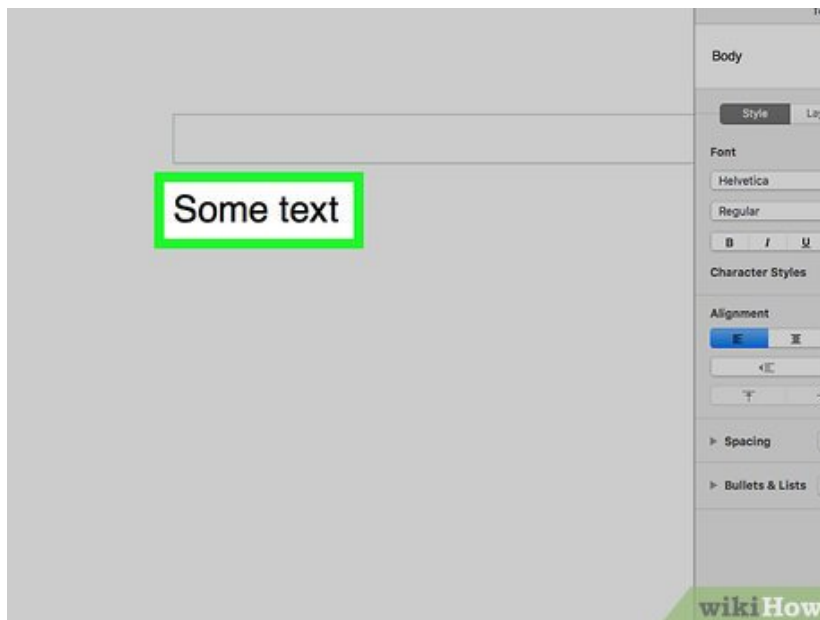 Body
Style
Font
Helvetica
Regular
B I U
Character Styles
Alignment
Spacing
Bullets & Lists
Some text
wikiHow